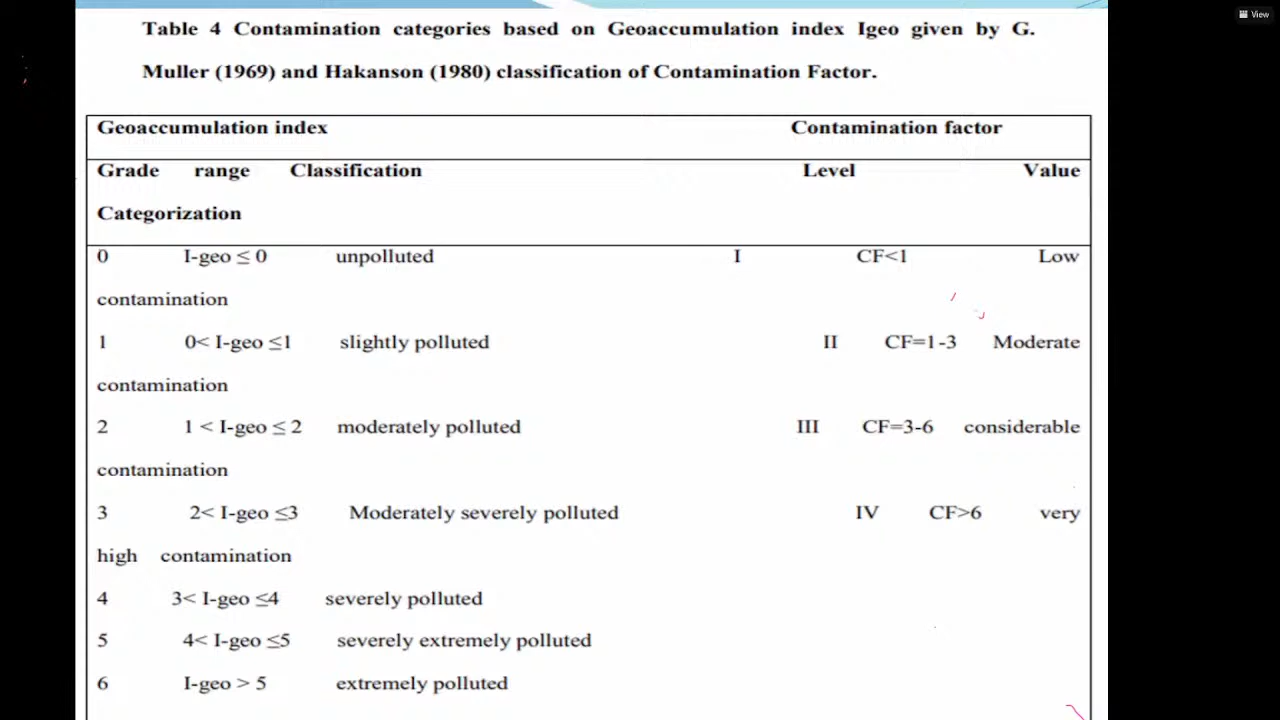 View
Table 4 Contamination categories based on Geoaccumulation index Igeo given by G.
Muller (1969) and Hakanson (1980) classification of Contamination Factor.
Geoaccumulation index Contamination factor
Grade range Classification Level Value
Categorization
0 I-geo ≤ 0 unpolluted I CF<1 Low
contamination
1 0< I-geo ≤1 slightly polluted II CF=1-3 Moderate
contamination
2 1 < I-geo ≤ 2 moderately polluted III CF=3-6 considerable
contamination
3 2< I-geo ≤3 Moderately severely polluted IV CF>6 very
high contamination
4 3< I-geo ≤4 severely polluted
5 4< I-geo ≤5 severely extremely polluted
6 I-geo > 5 extremely polluted